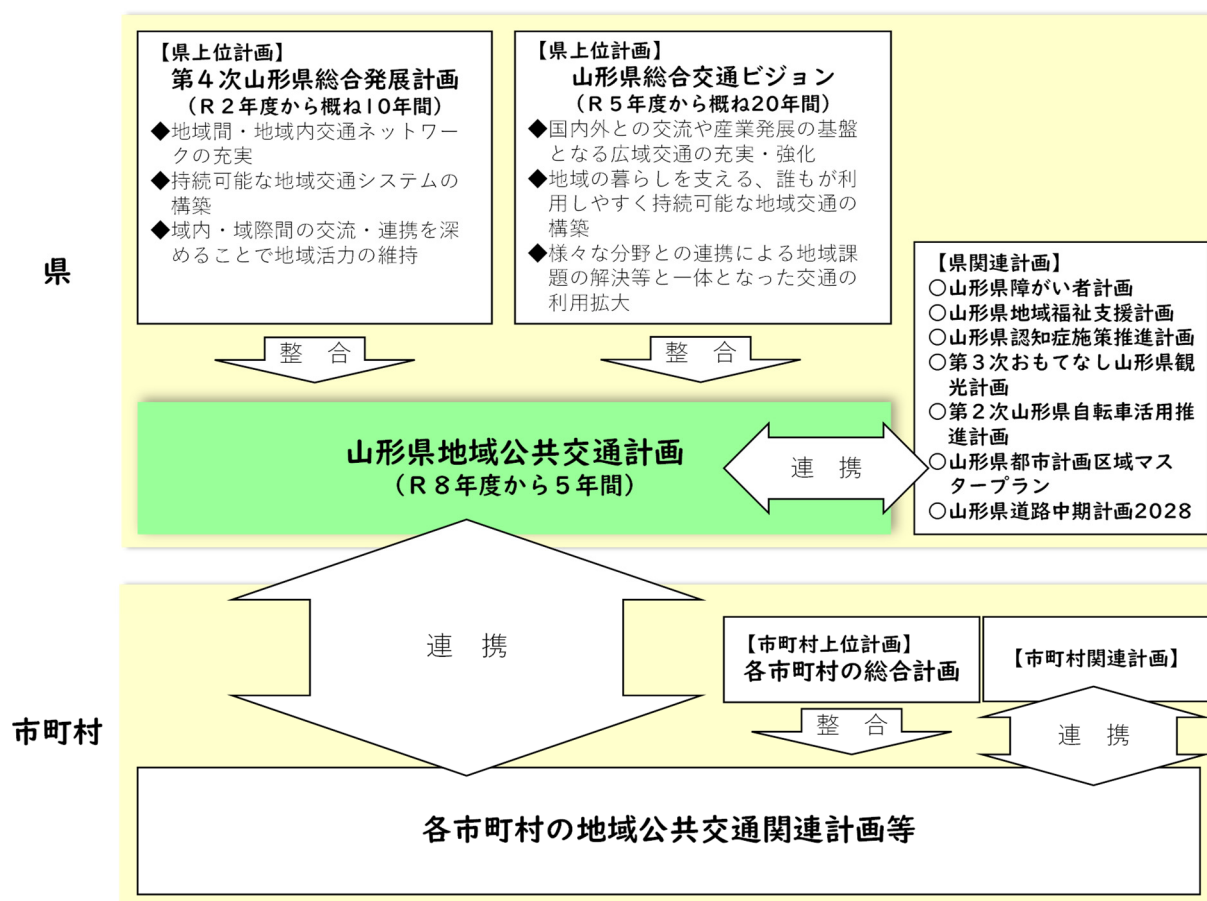 県
【県上位計画】
第4次山形県総合発展計画
(R2年度から概ね10年間)
◆地域間・地域内交通ネットワー
クの充実
◆持続可能な地域交通システムの
構築
◆域内・域際間の交流・連携を深
めることで地域活力の維持
【県上位計画】
山形県総合交通ビジョン
(R5年度から概ね20年間)
◆国内外との交流や産業発展の基盤
となる広域交通の充実・強化
◆地域の暮らしを支える、誰もが利
用しやすく持続可能な地域交通の
構築
◆様々な分野との連携による地域課
題の解決等と一体となった交通の
利用拡大
【県関連計画】
○山形県障がい者計画
○山形県地域福祉支援計画
○山形県認知症施策推進計画
○第3次おもてなし山形県観
光計画
○第2次山形県自転車活用推
進計画
○山形県都市計画区域マス
タープラン
○山形県道路中期計画2028
整 合
整 合
山形県地域公共交通計画
(R8年度から5年間)
連 携
連 携
市町村
【市町村上位計画】
各市町村の総合計画
【市町村関連計画】
整 合
連 携
各市町村の地域公共交通関連計画等